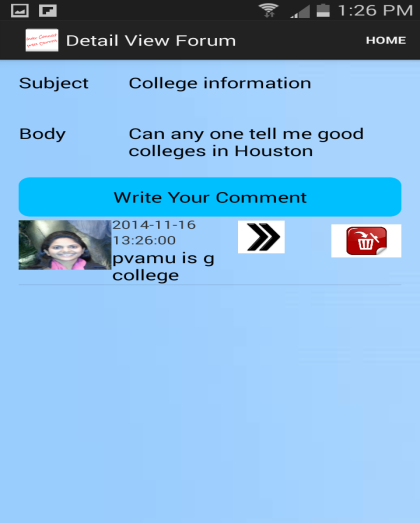 1:26 PM
Detail View Forum
HOME
Subject College information
Body Can any one tell me good
colleges in Houston
Write Your Comment
2014-11-16
13:26:00
pvamu is g
college